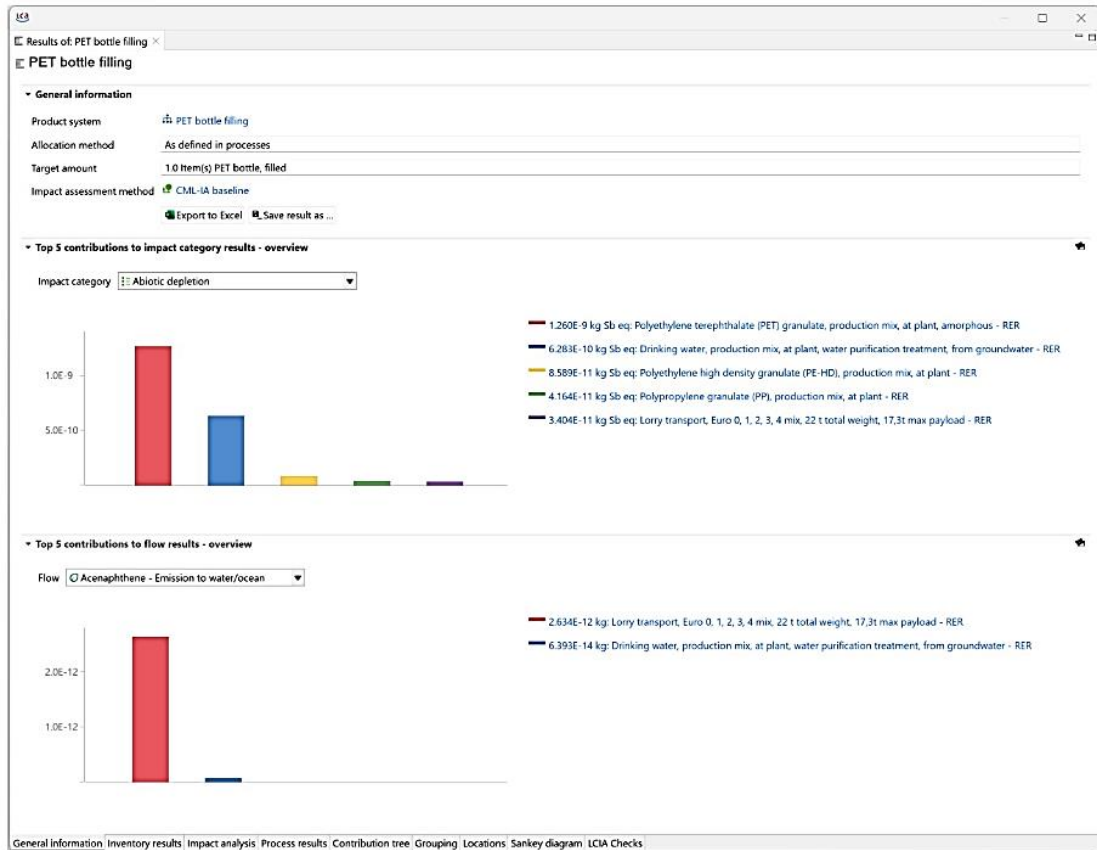 LCA
Results of: PET bottle filling
PET bottle filling
General information
Product system PET bottle filling
Allocation method As defined in processes
Target amount 1.0 Item(s) PET bottle, filled
Impact assessment method CML-IA baseline
Export to Excel Save result as ...
Top 5 contributions to impact category results - overview
Impact category Abiotic depletion
1.260E-9 kg Sb eq: Polyethylene terephthalate (PET) granulate, production mix, at plant, amorphous - RER
6.283E-10 kg Sb eq: Drinking water, production mix, at plant, water purification treatment, from groundwater - RER
8.589E-11 kg Sb eq: Polyethylene high density granulate (PE-HD), production mix, at plant - RER
4.164E-11 kg Sb eq: Polypropylene granulate (PP), production mix, at plant - RER
3.404E-11 kg Sb eq: Lorry transport, Euro 0, 1, 2, 3, 4 mix, 22 t total weight, 17,3t max payload - RER
1.0E-9
5.0E-10
Top 5 contributions to flow results - overview
Flow Acenaphthene - Emission to water/ocean
2.634E-12 kg: Lorry transport, Euro 0, 1, 2, 3, 4 mix, 22 t total weight, 17,3t max payload - RER
6.393E-14 kg: Drinking water, production mix, at plant, water purification treatment, from groundwater - RER
2.0E-12
1.0E-12
General information Inventory results Impact analysis Process results Contribution tree Grouping Locations Sankey diagram LCIA Checks